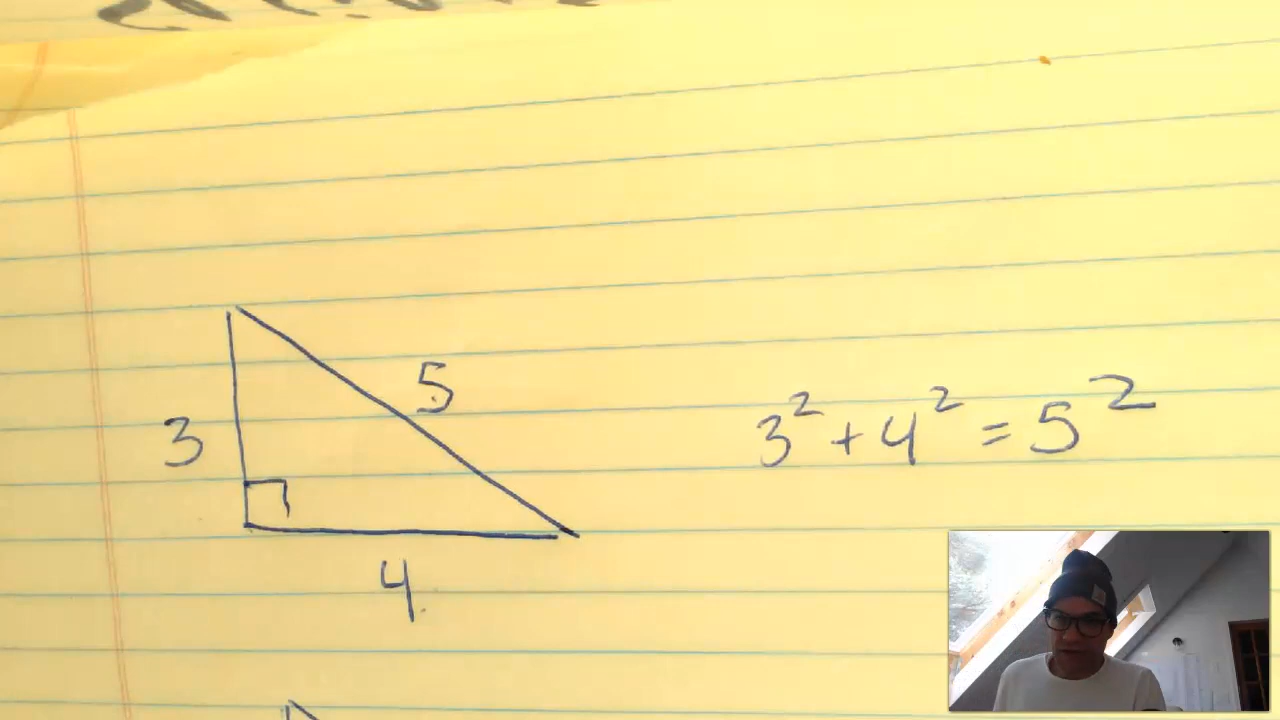 5
3
3² + 4² = 5²
4